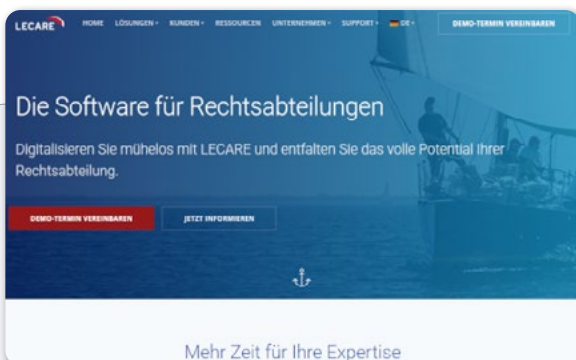 LECARE HOME LÖSUNGEN KUNDEN RESSOURCEN UNTERNEHMEN SUPPORT DE DEMO-TERMIN VEREINBAREN
Die Software für Rechtsabteilungen
Digitalisieren Sie mühelos mit LECARE und entfalten Sie das volle Potential Ihrer
Rechtsabteilung.
DEMO-TERMIN VEREINBAREN JETZT INFORMIEREN
Mehr Zeit für Ihre Expertise